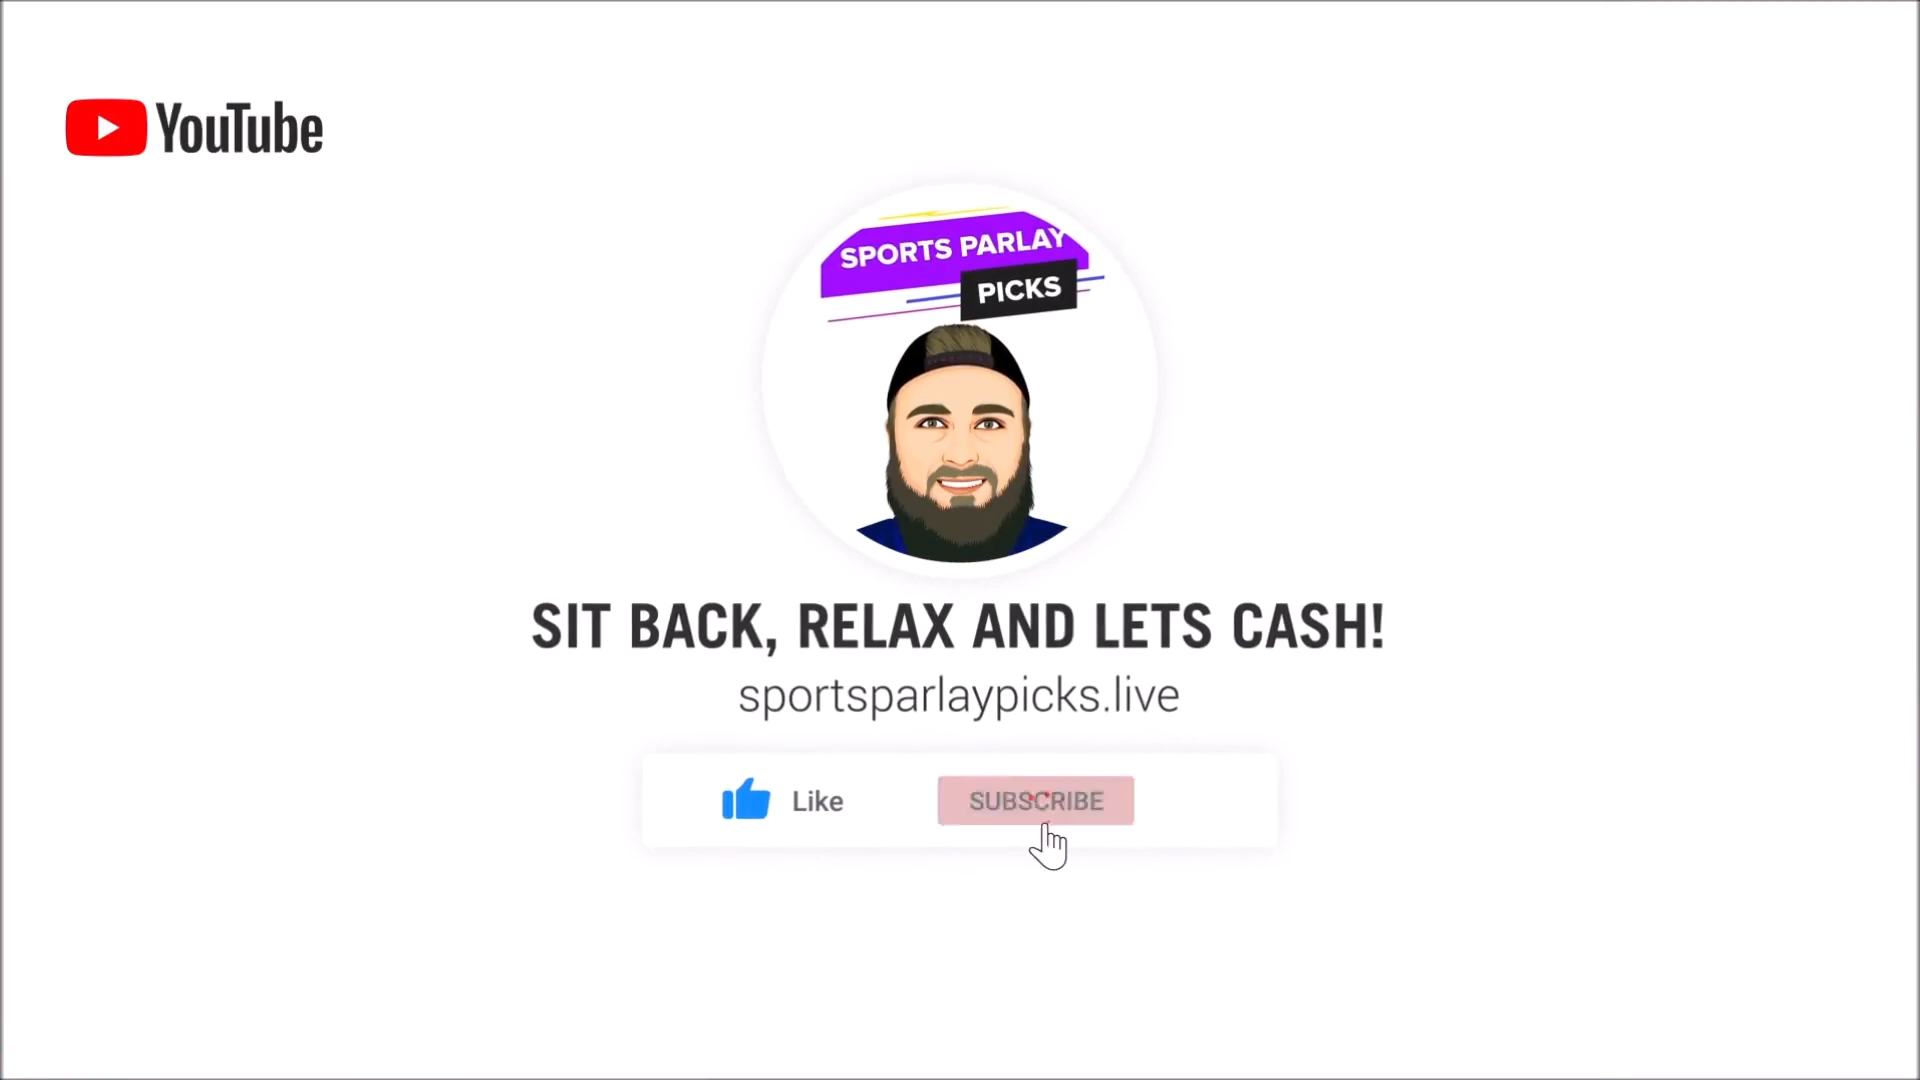 YouTube
SPORTS PARLAY
PICKS
SIT BACK, RELAX AND LETS CASH!
sportsparlaypicks.live
Like
SUBSCRIBE